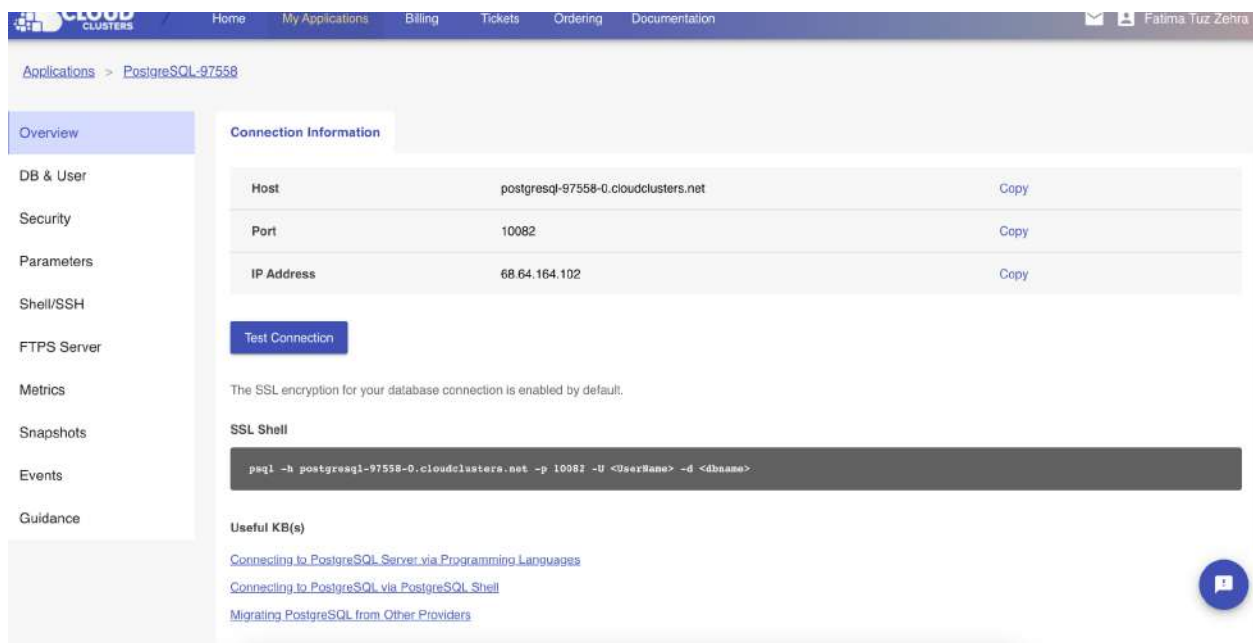 CLOUD
CLUSTERS
Home My Applications Billing Tickets Ordering Documentation Fatima Tuz Zehra
Applications > PostgreSQL-97558
Overview
DB & User
Security
Parameters
Shell/SSH
FTPS Server
Metrics
Snapshots
Events
Guidance
Connection Information
Host postgresql-97558-0.cloudclusters.net Copy
Port 10082 Copy
IP Address 68.64.164.102 Copy
Test Connection
The SSL encryption for your database connection is enabled by default.
SSL Shell
psql -h postgresql-97558-0.cloudclusters.net -p 10082 -U <UserName> -d <dbname>
Useful KB(s)
Connecting to PostgreSQL Server via Programming Languages
Connecting to PostgreSQL via PostgreSQL Shell
Migrating PostgreSQL from Other Providers